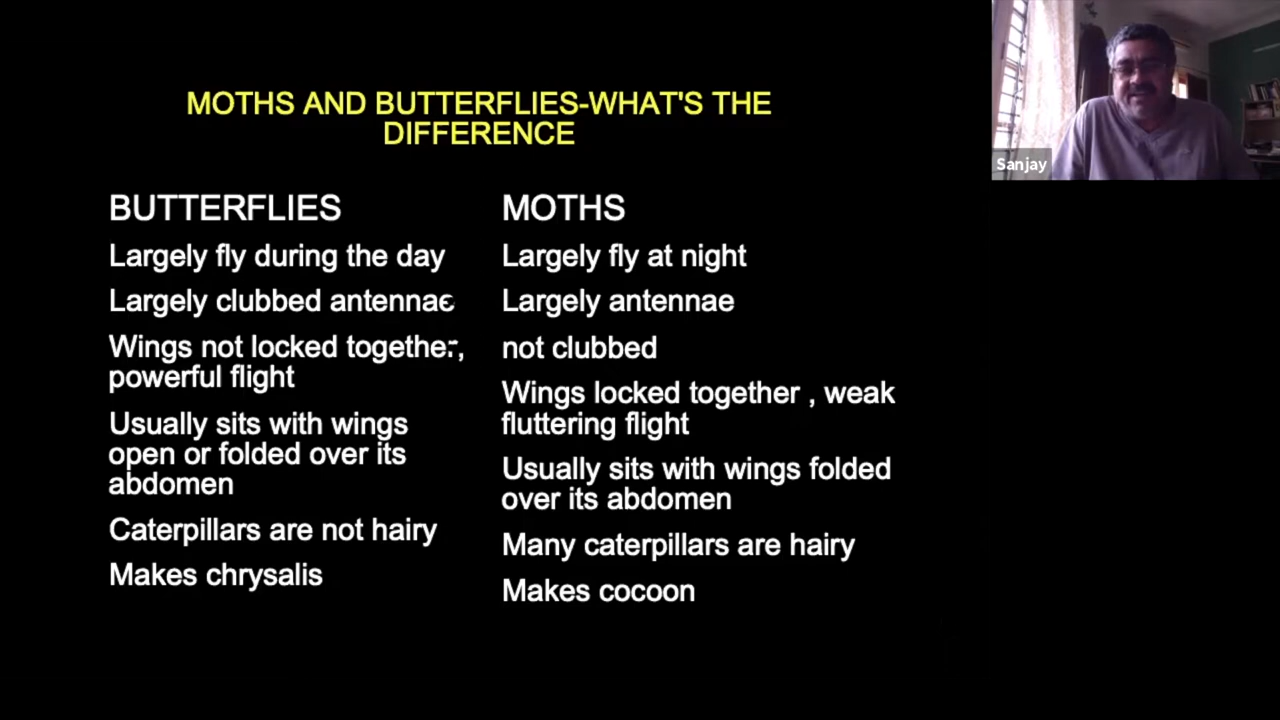 MOTHS AND BUTTERFLIES-WHAT'S THE
DIFFERENCE
BUTTERFLIES
Largely fly during the day
Largely clubbed antennae
Wings not locked together,
powerful flight
Usually sits with wings
open or folded over its
abdomen
Caterpillars are not hairy
Makes chrysalis
MOTHS
Largely fly at night
Largely antennae
not clubbed
Wings locked together , weak
fluttering flight
Usually sits with wings folded
over its abdomen
Many caterpillars are hairy
Makes cocoon
Sanjay